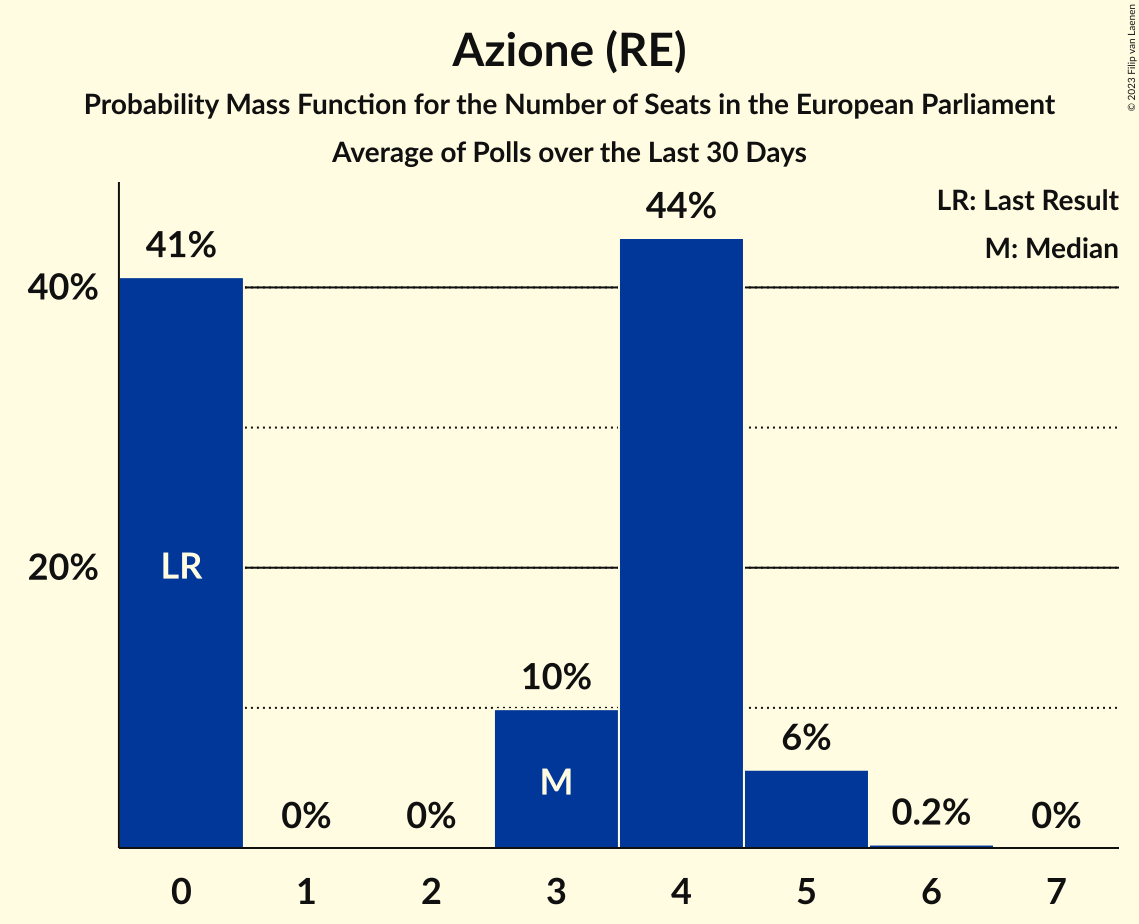 Azione (RE)
Probability Mass Function for the Number of Seats in the European Parliament
Average of Polls over the Last 30 Days
© 2023 Filip van Laenen
LR: Last Result
M: Median
41%
0%
0%
10%
44%
6%
0.2%
0%
40%
20%
LR
M
0
1
2
3
4
5
6
7